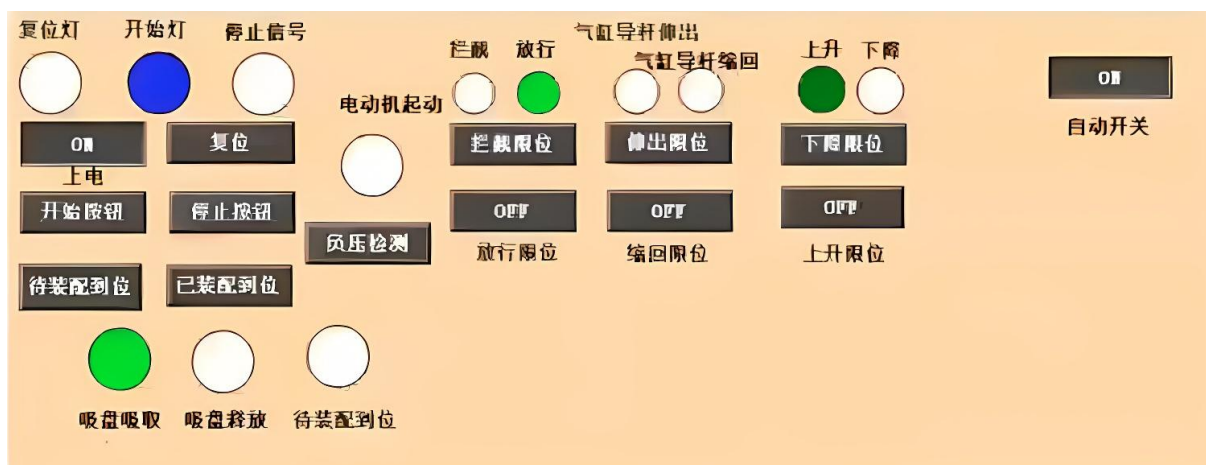 复位灯 开始灯 停止信号
气缸导杆伸出
拦截 放行 气缸导杆缩回 上升 下降
电动机起动
ON 复位 拦截限位 伸出限位 下降限位 ON
上电 自动开关
开始按钮 停止按钮 OFF OFF OFF
负压检测 放行限位 缩回限位 上升限位
待装配到位 已装配到位
吸盘吸取 吸盘释放 待装配到位